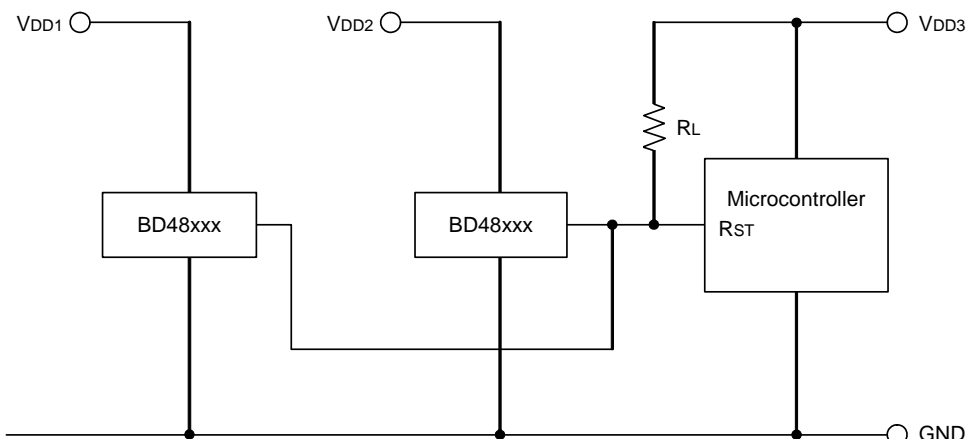 VDD1
VDD2
VDD3
RL
BD48xxx
BD48xxx
Microcontroller
RST
GND